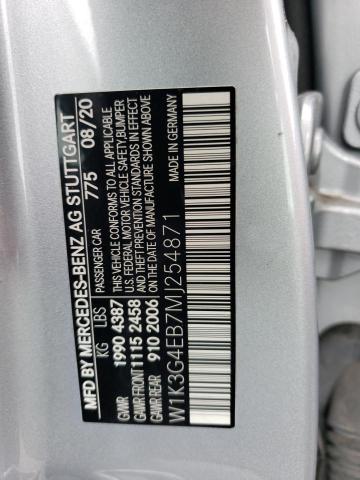 MFD BY MERCEDES-BENZ AG STUTTGART
PASSENGER CAR 775 08/20
KG LBS
GWR 1990 4387
GAWR FRONT 1115 2458
GAWR REAR 910 2006
THIS VEHICLE CONFORMS TO ALL APPLICABLE
U.S. FEDERAL MOTOR VEHICLE SAFETY,BUMPER
AND THEFT PREVENTION STANDARDS IN EFFECT
ON THE DATE OF MANUFACTURE SHOWN ABOVE
MADE IN GERMANY
W1K3G4EB7MJ254871